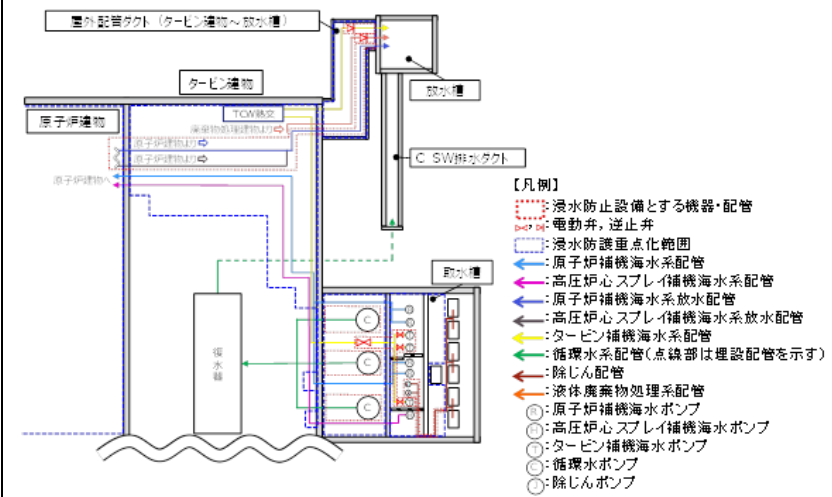 屋外配管ダクト（タービン建物～放水槽）
タービン建物
放水槽
原子炉建物
TCW熱交
廃棄物処理建物より⇨
原子炉建物より⇨
原子炉建物より⇨
原子炉建物へ
C SW排水ダクト
取水槽
復水器
C
C
C
【凡例】
:浸水防止設備とする機器・配管
, :電動弁，逆止弁
:浸水防護重点化範囲
:原子炉補機海水系配管
:高圧炉心スプレイ補機海水系配管
:原子炉補機海水系放水配管
:高圧炉心スプレイ補機海水系放水配管
:タービン補機海水系配管
:循環水系配管(点線部は埋設配管を示す)
:除じん配管
:液体廃棄物処理系配管
R:原子炉補機海水ポンプ
H:高圧炉心スプレイ補機海水ポンプ
T:タービン補機海水ポンプ
C:循環水ポンプ
J:除じんポンプ